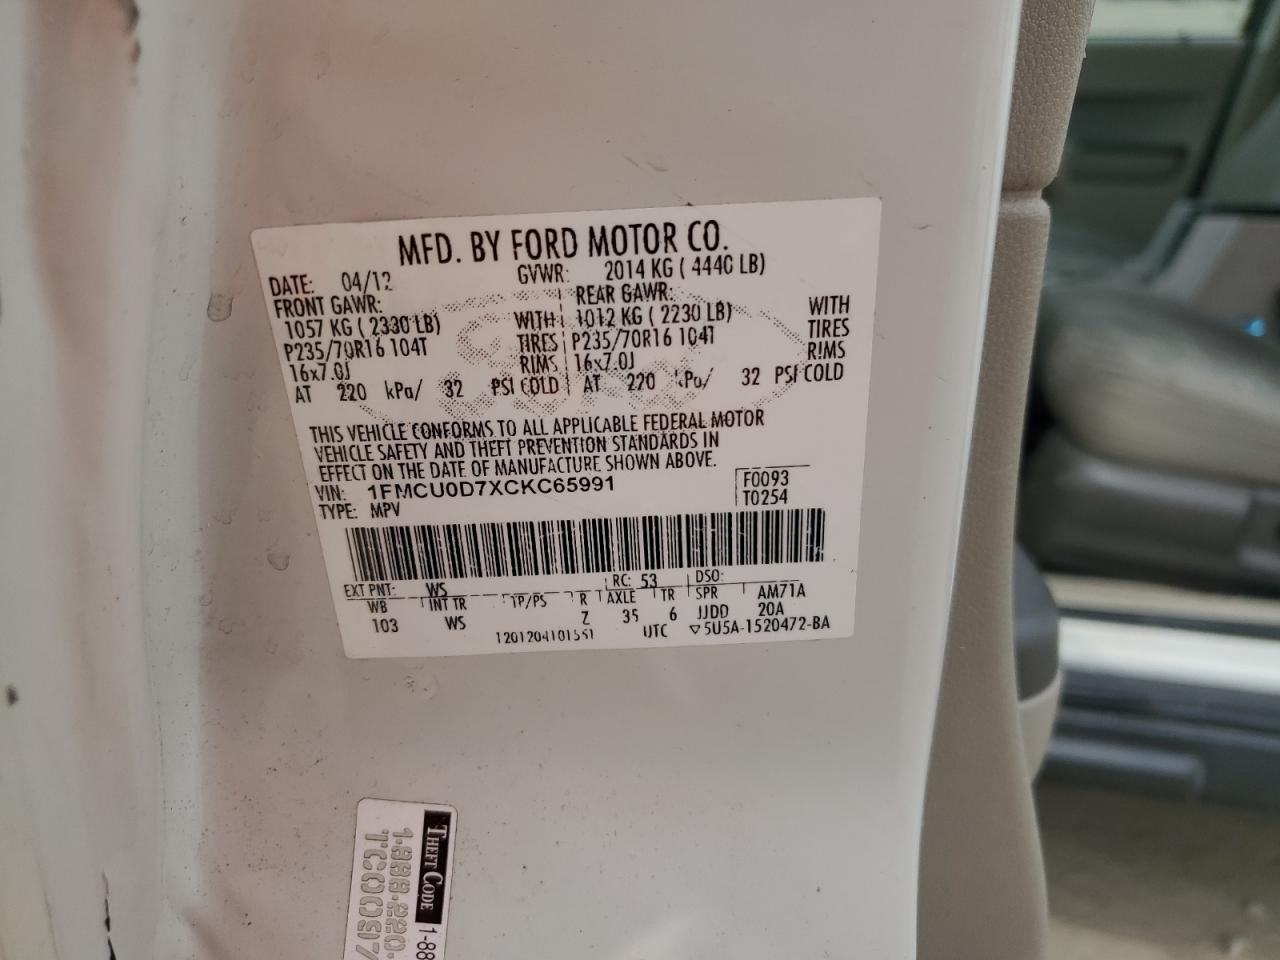 MFD. BY FORD MOTOR CO.
DATE: 04/12 GVWR: 2014 KG ( 4440 LB)
FRONT GAWR: REAR GAWR:
1057 KG ( 2330 LB) WITH 1012 KG ( 2230 LB) WITH
P235/70R16 104T TIRES P235/70R16 104T TIRES
16x7.0J RIMS 16x7.0J RIMS
AT 220 kPa/ 32 PSI COLD AT 220 kPa/ 32 PSI COLD
THIS VEHICLE CONFORMS TO ALL APPLICABLE FEDERAL MOTOR
VEHICLE SAFETY AND THEFT PREVENTION STANDARDS IN
EFFECT ON THE DATE OF MANUFACTURE SHOWN ABOVE.
VIN: 1FMCU0D7XCKC65991 F0093
TYPE: MPV T0254
EXT PNT: WS RC: 53 DSO:
WB INT TR TP/PS R AXLE TR SPR AM71A
103 WS Z 35 6 JJDD 20A
UTC ▽5U5A-1520472-BA
THEFT CODE
1-888-220-
1-88